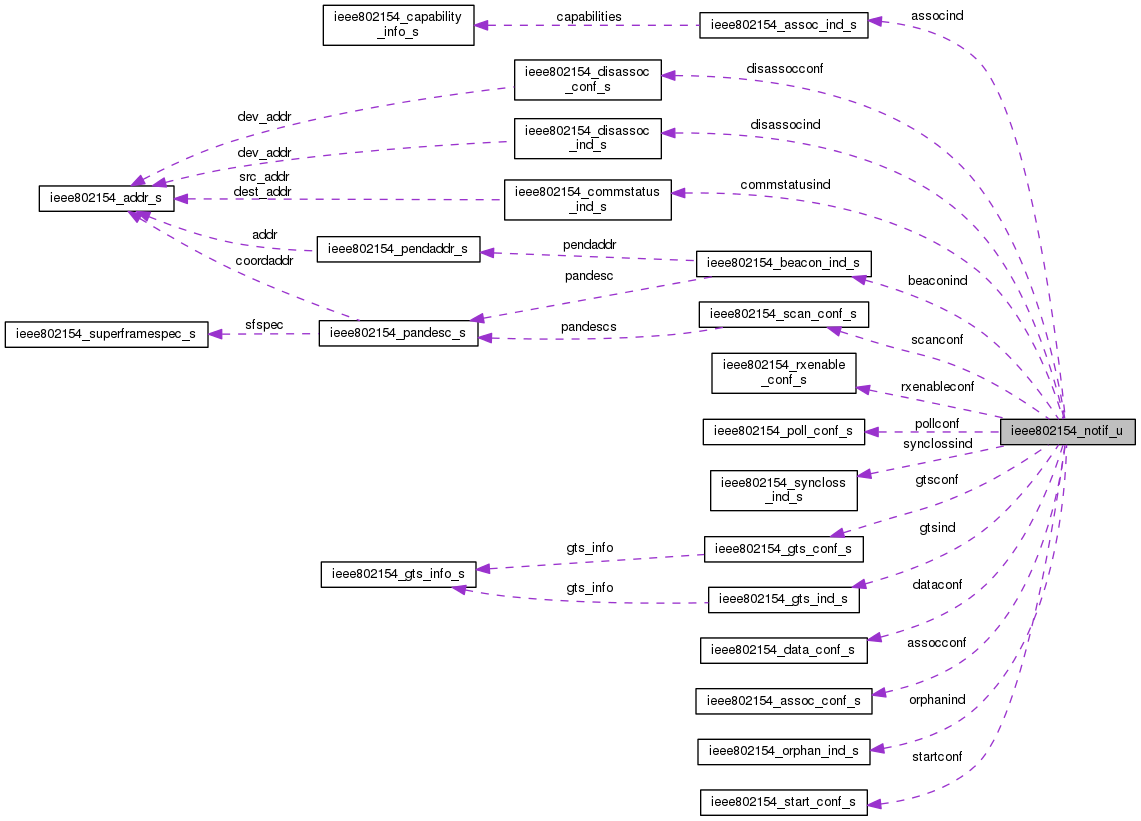 ieee802154_capability
_info_s
capabilities
ieee802154_assoc_ind_s
assocind
ieee802154_disassoc
_conf_s
disassocconf
dev_addr
ieee802154_disassoc
_ind_s
disassocind
dev_addr
ieee802154_addr_s
src_addr
dest_addr
ieee802154_commstatus
_ind_s
commstatusind
addr
ieee802154_pendaddr_s
pendaddr
ieee802154_beacon_ind_s
beaconind
coordaddr
pandesc
ieee802154_superframespec_s
sfspec
ieee802154_pandesc_s
pandescs
ieee802154_scan_conf_s
scanconf
ieee802154_rxenable
_conf_s
rxenableconf
ieee802154_poll_conf_s
pollconf
ieee802154_notif_u
synclossind
ieee802154_syncloss
_ind_s
gtsconf
ieee802154_gts_conf_s
gtsind
ieee802154_gts_info_s
gts_info
gts_info
ieee802154_gts_ind_s
dataconf
ieee802154_data_conf_s
assocconf
ieee802154_assoc_conf_s
orphanind
ieee802154_orphan_ind_s
startconf
ieee802154_start_conf_s